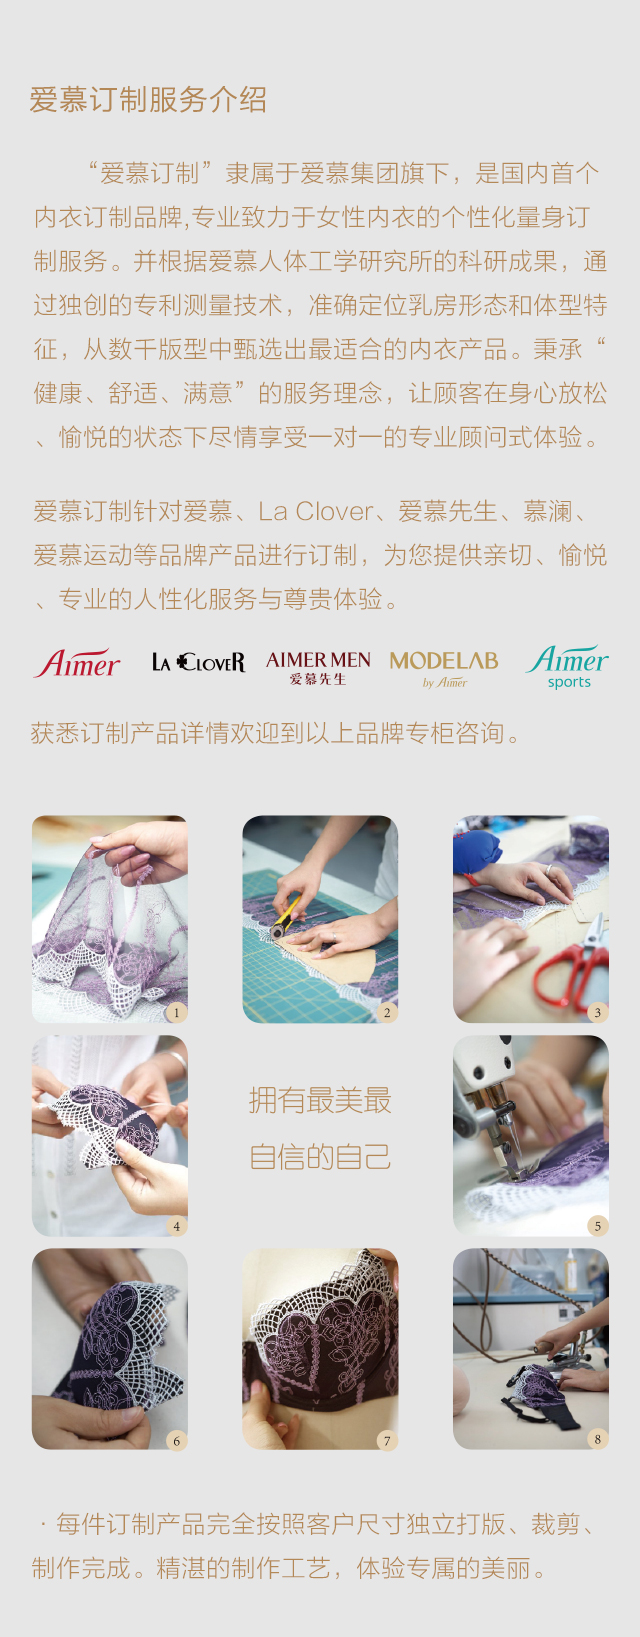 爱慕订制服务介绍
“爱慕订制”隶属于爱慕集团旗下，是国内首个
内衣订制品牌,专业致力于女性内衣的个性化量身订
制服务。并根据爱慕人体工学研究所的科研成果，通
过独创的专利测量技术，准确定位乳房形态和体型特
征，从数千版型中甄选出最适合的内衣产品。秉承“
健康、舒适、满意”的服务理念，让顾客在身心放松
、愉悦的状态下尽情享受一对一的专业顾问式体验。
爱慕订制针对爱慕、La Clover、爱慕先生、慕澜、
爱慕运动等品牌产品进行订制，为您提供亲切、愉悦
、专业的人性化服务与尊贵体验。
Aimer LA CLOVER AIMER MEN MODELAB Aimer
爱慕先生 by Aimer sports
获悉订制产品详情欢迎到以上品牌专柜咨询。
1 2 3
拥有最美最
自信的自己
4 5
6 7 8
·每件订制产品完全按照客户尺寸独立打版、裁剪、
制作完成。精湛的制作工艺，体验专属的美丽。